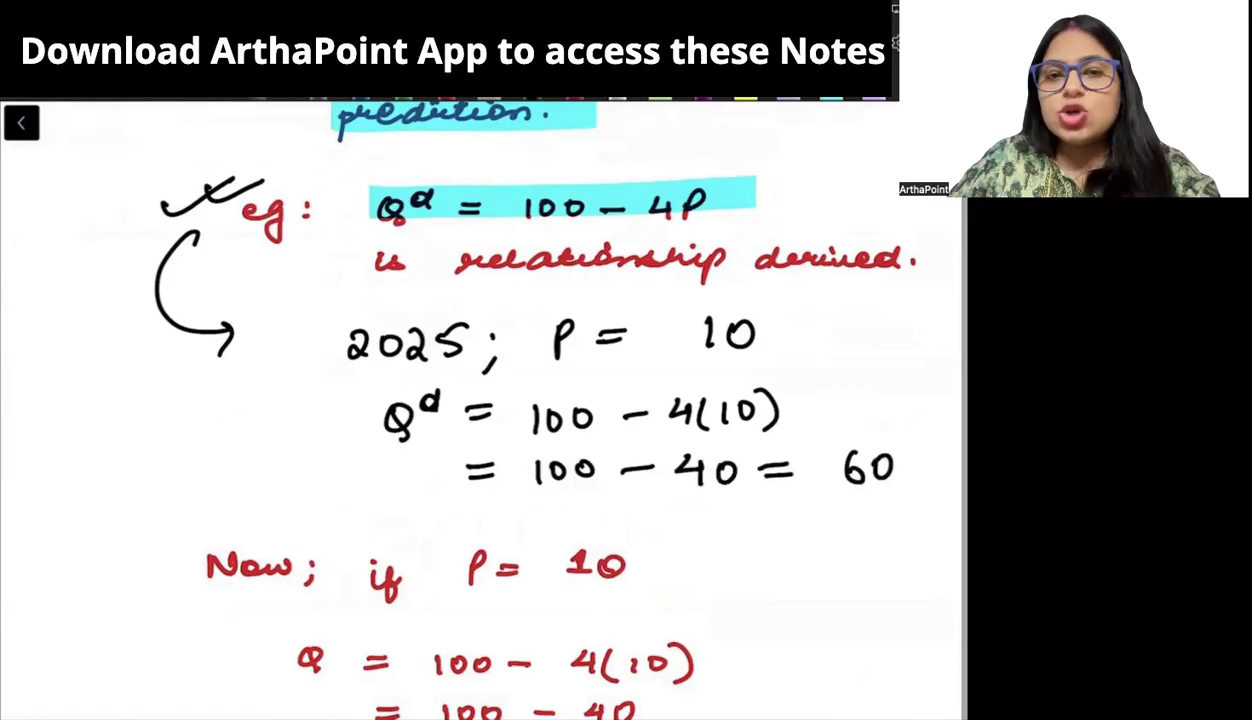 Download ArthaPoint App to access these Notes
prediction.
ArthaPoint
eg: Qᵈ = 100 - 4P
is relationship derived.
2025; P = 10
Qᵈ = 100 - 4(10)
= 100 - 40 = 60
Now; if P = 10
Q = 100 - 4(10)
= 100 - 40